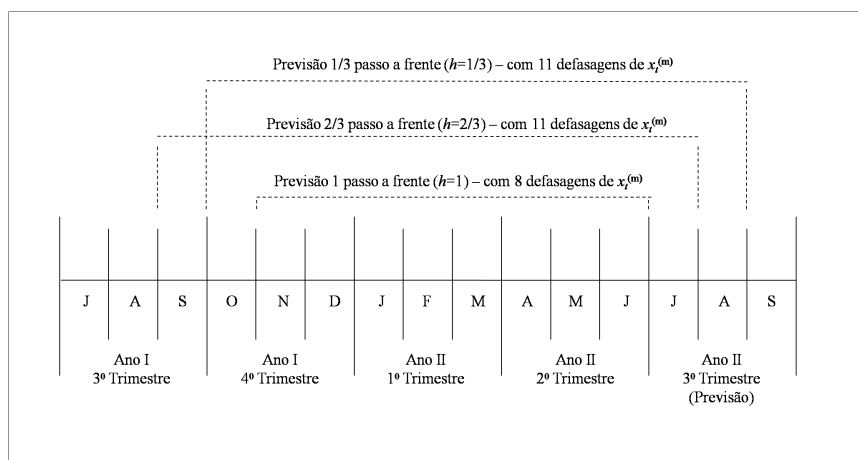 Previsão 1/3 passo a frente (h=1/3) – com 11 defasagens de xₜ⁽ᵐ⁾
Previsão 2/3 passo a frente (h=2/3) – com 11 defasagens de xₜ⁽ᵐ⁾
Previsão 1 passo a frente (h=1) – com 8 defasagens de xₜ⁽ᵐ⁾
J A S O N D J F M A M J J A S
Ano I Ano I Ano II Ano II Ano II
3º Trimestre 4º Trimestre 1º Trimestre 2º Trimestre 3º Trimestre
(Previsão)